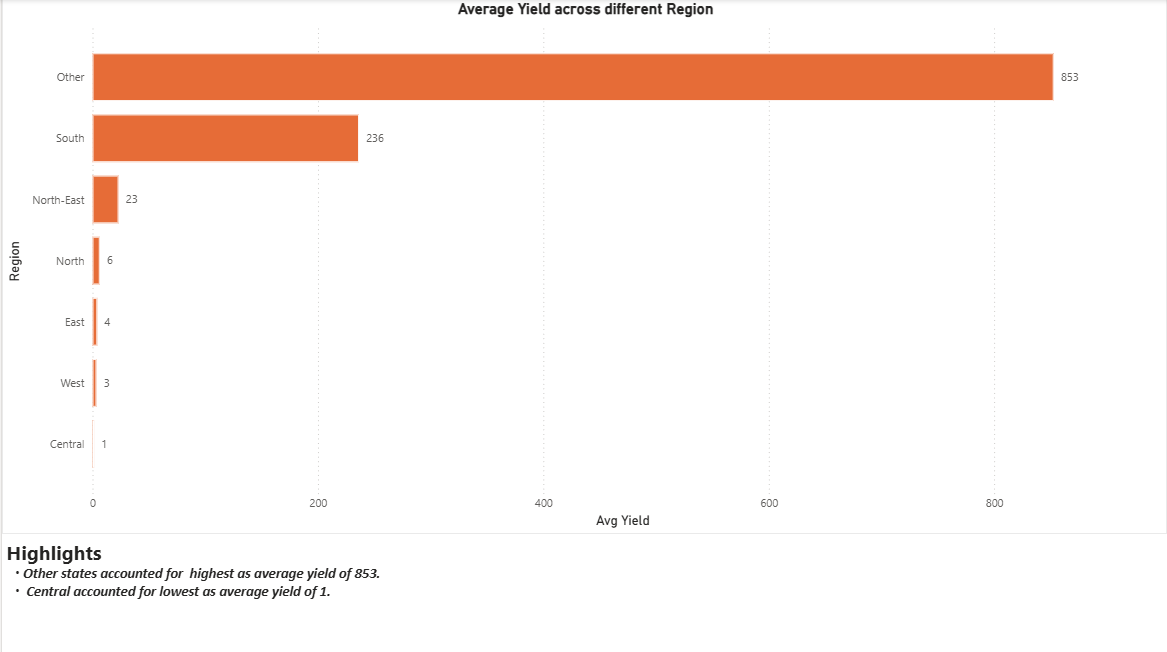 Average Yield across different Region
Other
853
South
236
North-East
23
North
6
East
4
West
3
Central
1
Region
0 200 400 600 800
Avg Yield
Highlights
· Other states accounted for  highest as average yield of 853.
·  Central accounted for lowest as average yield of 1.